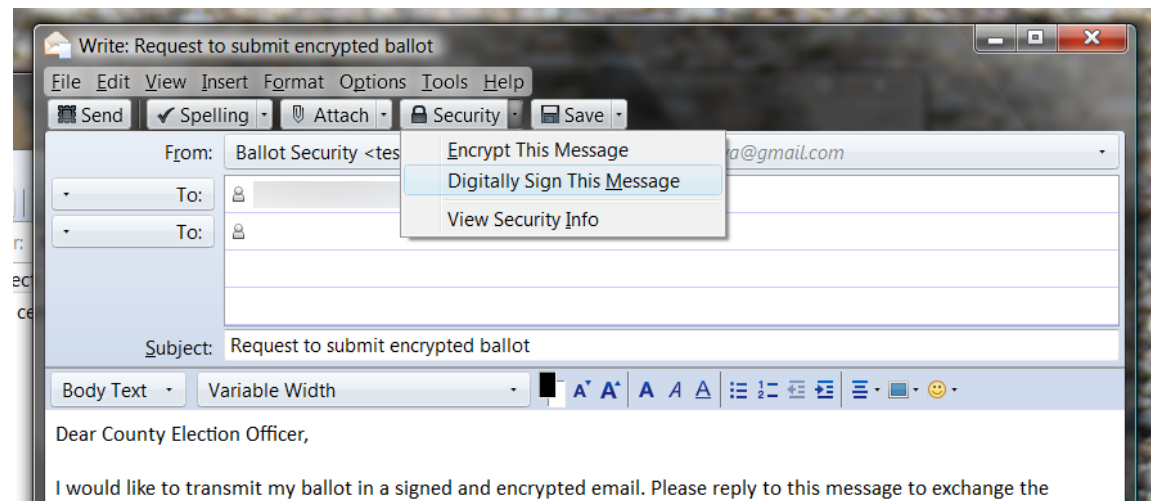 Write: Request to submit encrypted ballot
File Edit View Insert Format Options Tools Help
Send Spelling Attach Security Save
From: Ballot Security <tes a@gmail.com
Encrypt This Message
Digitally Sign This Message
View Security Info
To:
To:
Subject: Request to submit encrypted ballot
Body Text Variable Width
Dear County Election Officer,
I would like to transmit my ballot in a signed and encrypted email. Please reply to this message to exchange the